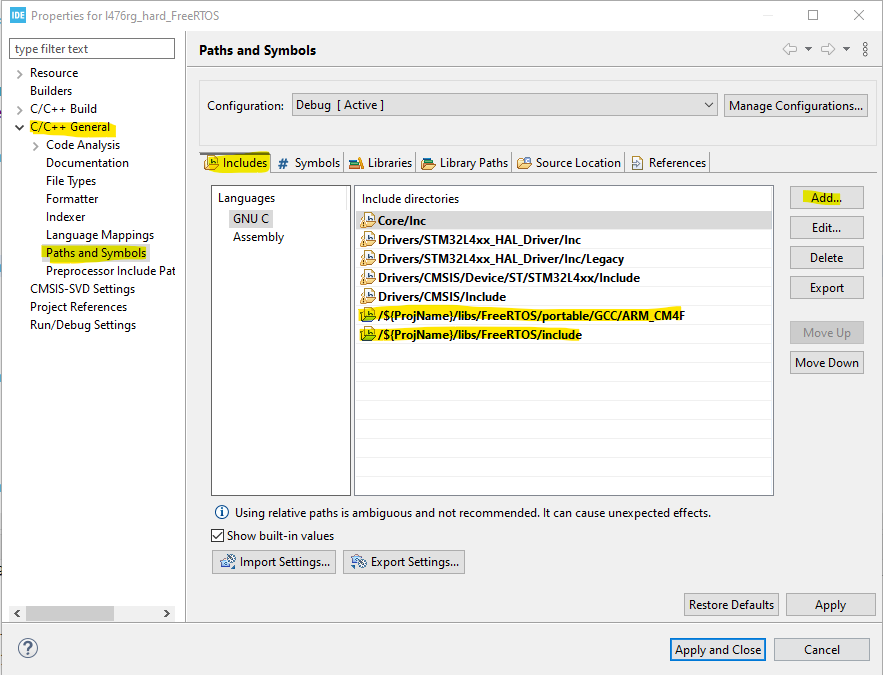 IDE Properties for l476rg_hard_FreeRTOS
type filter text
Resource
Builders
C/C++ Build
C/C++ General
Code Analysis
Documentation
File Types
Formatter
Indexer
Language Mappings
Paths and Symbols
Preprocessor Include Pat
CMSIS-SVD Settings
Project References
Run/Debug Settings
Paths and Symbols
Configuration: Debug [ Active ] Manage Configurations...
Includes # Symbols Libraries Library Paths Source Location References
Languages
GNU C
Assembly
Include directories
Core/Inc
Drivers/STM32L4xx_HAL_Driver/Inc
Drivers/STM32L4xx_HAL_Driver/Inc/Legacy
Drivers/CMSIS/Device/ST/STM32L4xx/Include
Drivers/CMSIS/Include
/${ProjName}/libs/FreeRTOS/portable/GCC/ARM_CM4F
/${ProjName}/libs/FreeRTOS/include
Add...
Edit...
Delete
Export
Move Up
Move Down
Using relative paths is ambiguous and not recommended. It can cause unexpected effects.
Show built-in values
Import Settings... Export Settings...
Restore Defaults Apply
? Apply and Close Cancel